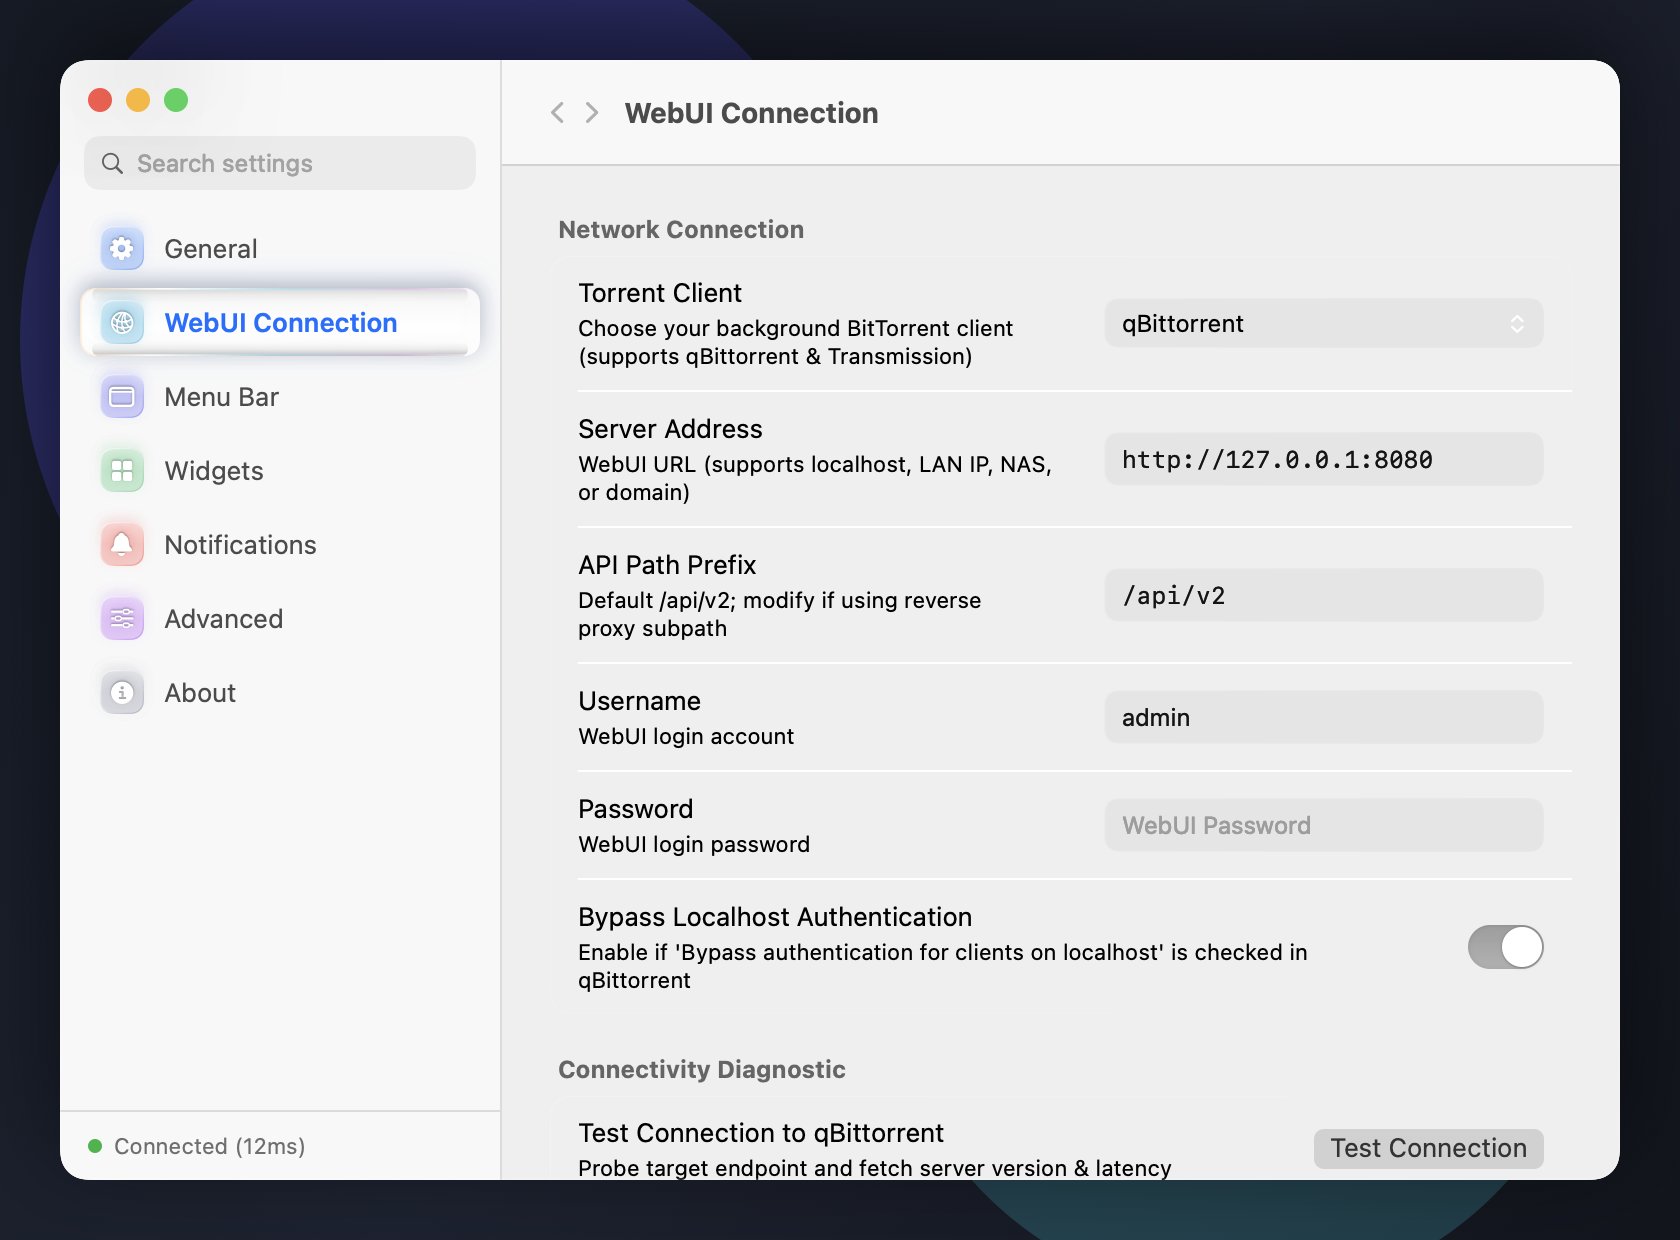 WebUI Connection
Search settings
General
WebUI Connection
Menu Bar
Widgets
Notifications
Advanced
About
Connected (12ms)
Network Connection
Torrent Client
Choose your background BitTorrent client
(supports qBittorrent & Transmission)
qBittorrent
Server Address
WebUI URL (supports localhost, LAN IP, NAS,
or domain)
http://127.0.0.1:8080
API Path Prefix
Default /api/v2; modify if using reverse
proxy subpath
/api/v2
Username
WebUI login account
admin
Password
WebUI login password
WebUI Password
Bypass Localhost Authentication
Enable if 'Bypass authentication for clients on localhost' is checked in
qBittorrent
Connectivity Diagnostic
Test Connection to qBittorrent
Probe target endpoint and fetch server version & latency
Test Connection